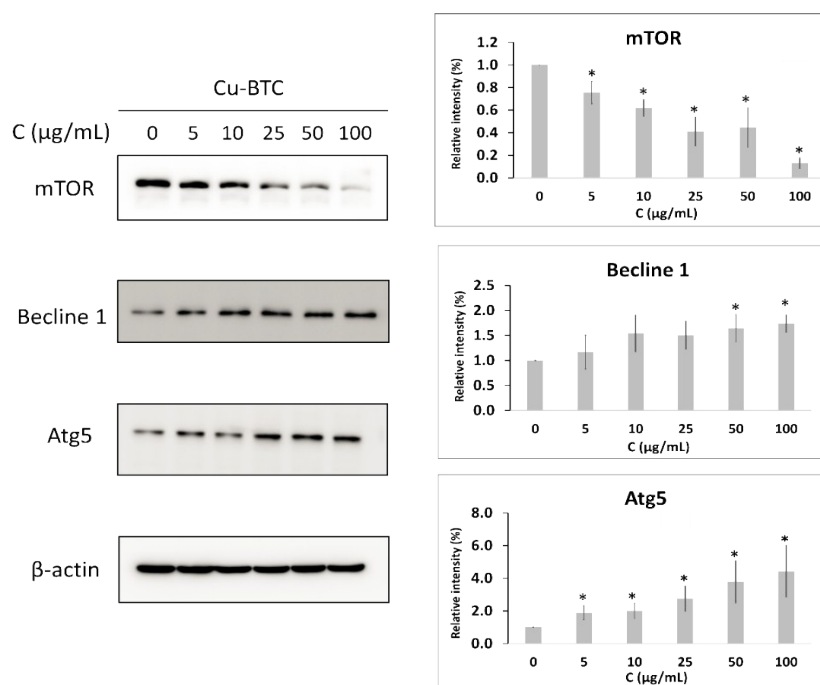 Cu-BTC
C (µg/mL) 0 5 10 25 50 100
mTOR
Becline 1
Atg5
β-actin
mTOR
Relative intensity (%)
1.2
1.0
0.8
0.6
0.4
0.2
0.0
* * * * *
0 5 10 25 50 100
C (µg/mL)
Becline 1
Relative intensity (%)
2.5
2.0
1.5
1.0
0.5
0.0
* *
0 5 10 25 50 100
C (µg/mL)
Atg5
Relative intensity (%)
8.0
6.0
4.0
2.0
0.0
* * * * *
0 5 10 25 50 100
C (µg/mL)